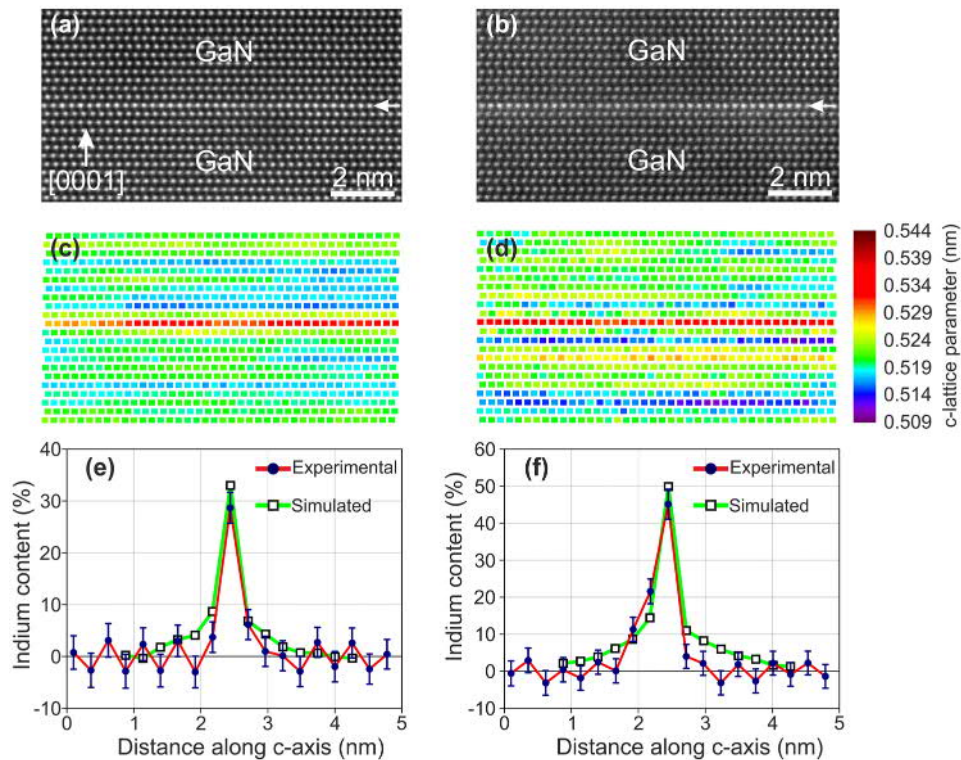 (a)
GaN
GaN
[0001]
2 nm
(b)
GaN
GaN
2 nm
(c)
(d)
0.544
0.539
0.534
0.529
0.524
0.519
0.514
0.509
c-lattice parameter (nm)
(e)
Experimental
Simulated
40
30
20
10
0
-10
0 1 2 3 4 5
Indium content (%)
Distance along c-axis (nm)
(f)
Experimental
Simulated
60
50
40
30
20
10
0
-10
0 1 2 3 4 5
Indium content (%)
Distance along c-axis (nm)